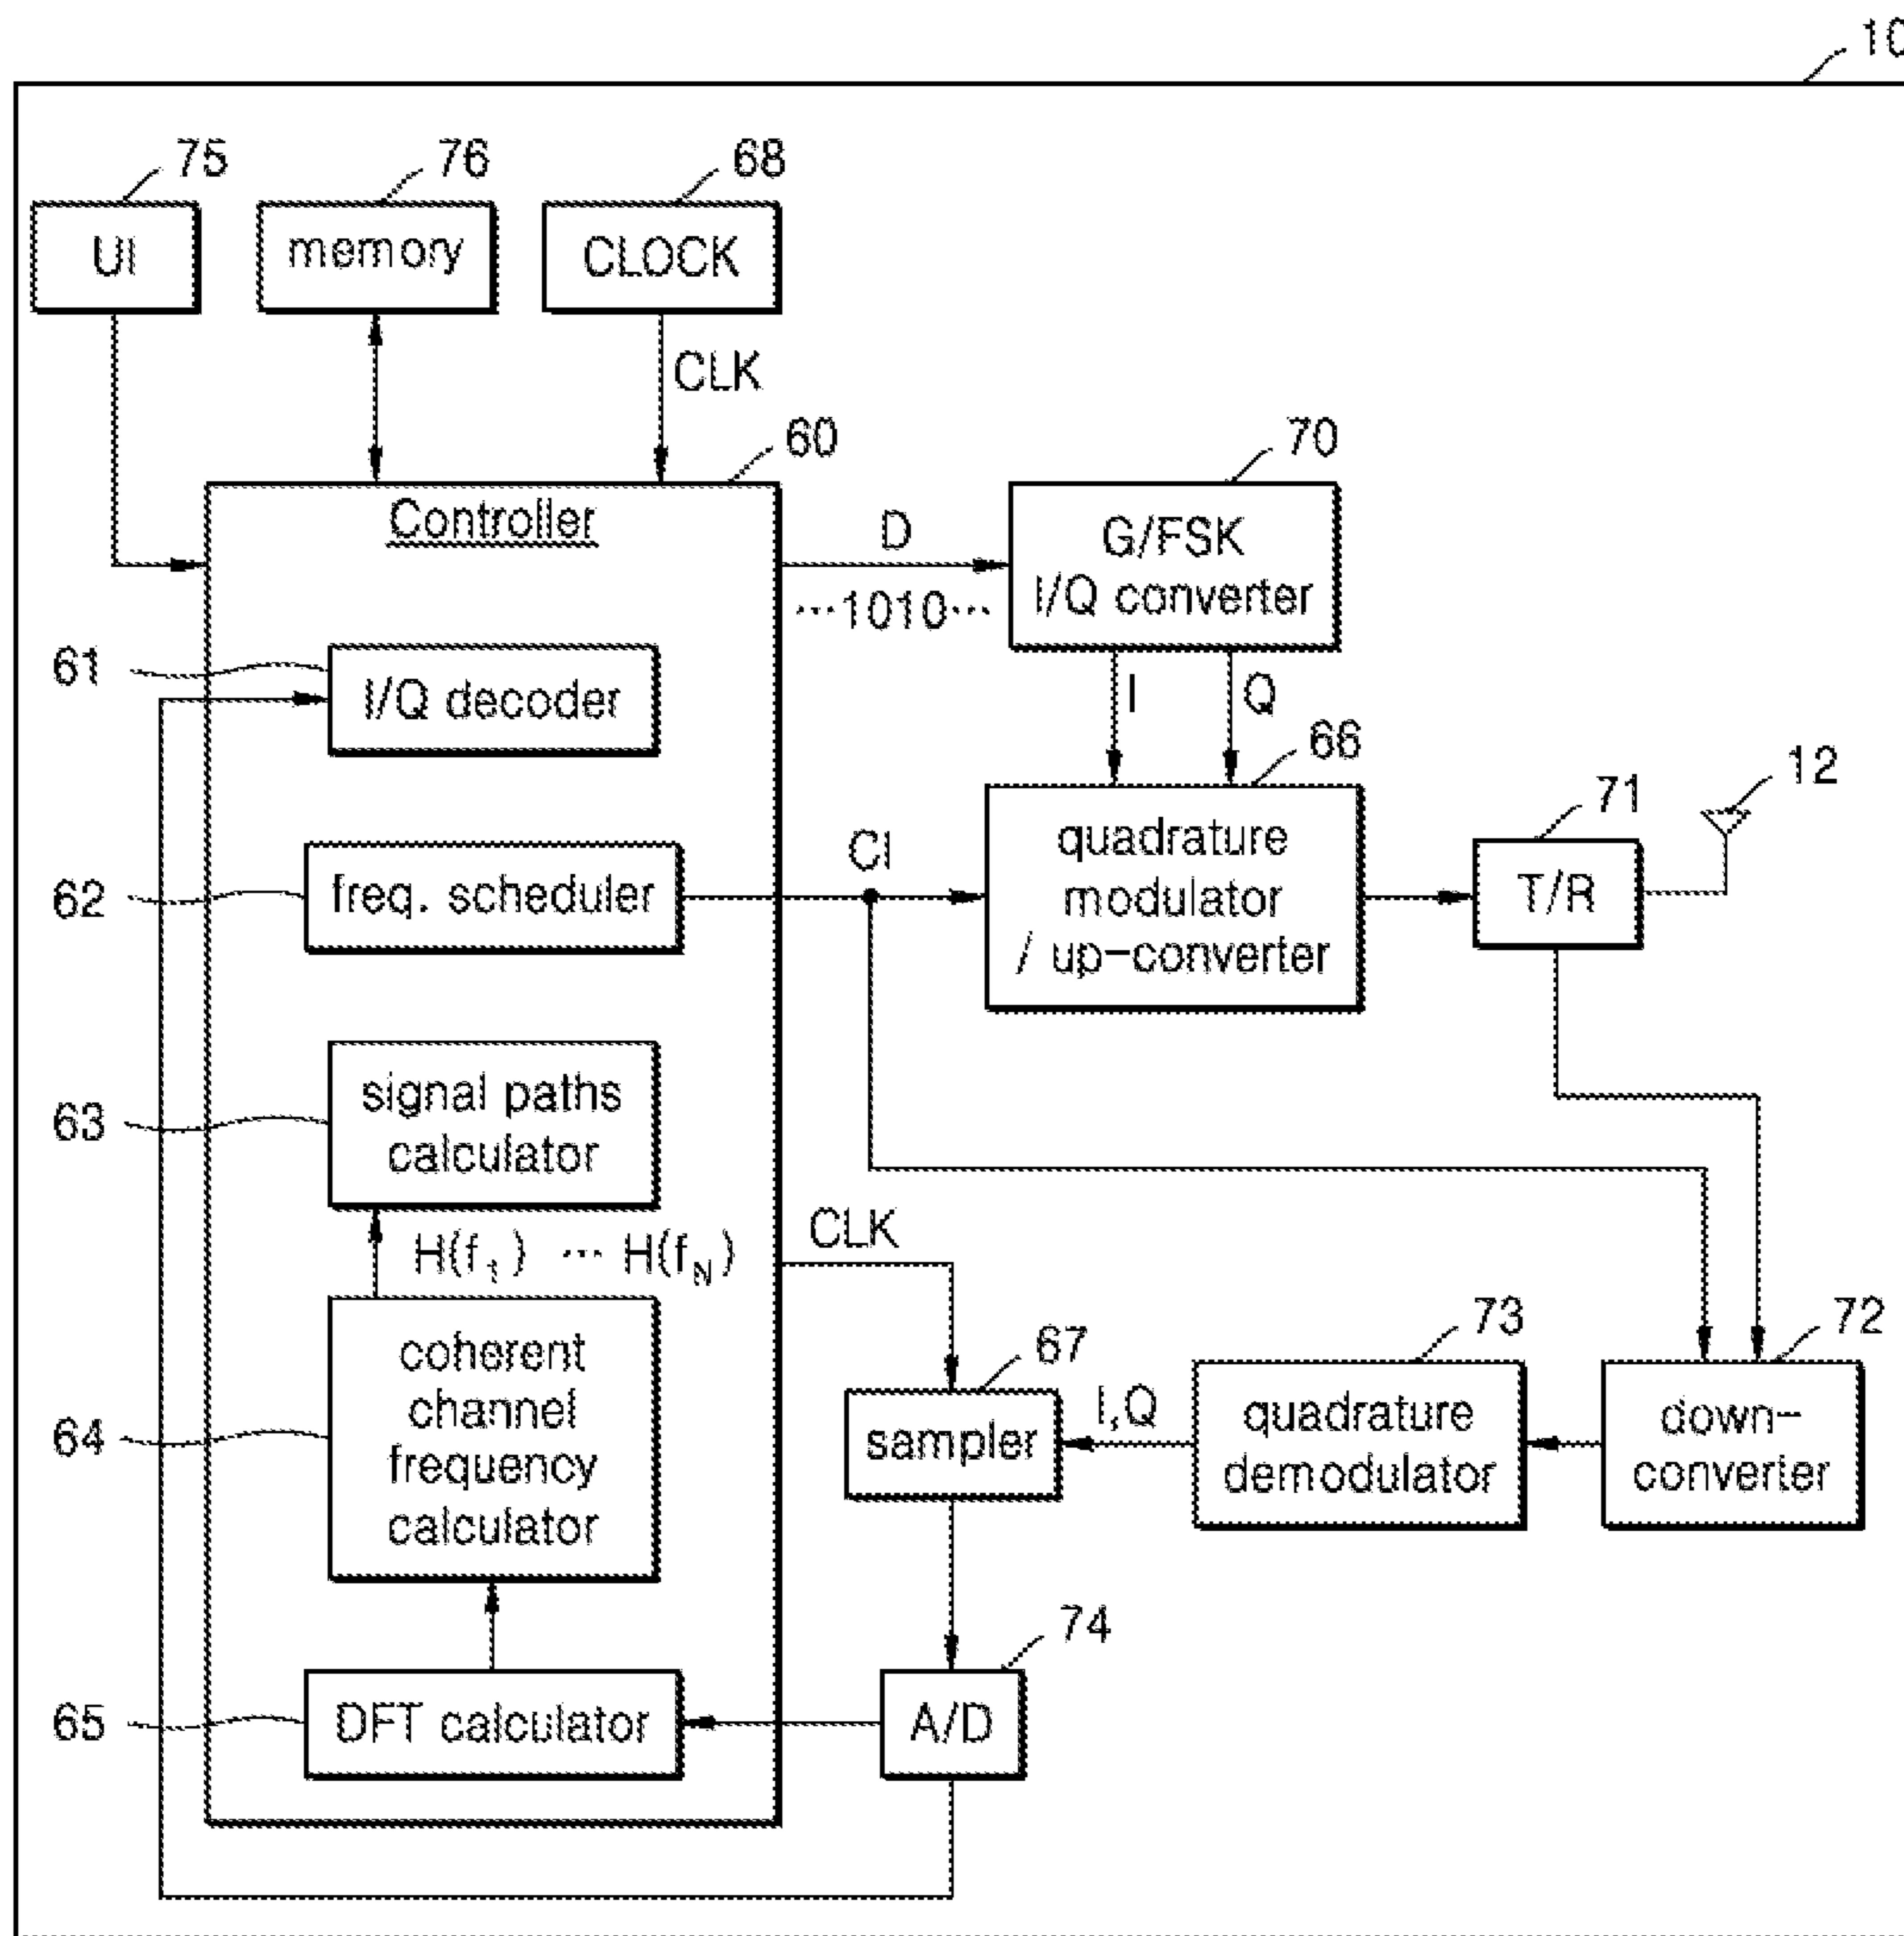 10
75
76
68
UI
memory
CLOCK
CLK
60
70
Controller
D
G/FSK
I/Q converter
···1010···
61
I/Q decoder
I
Q
66
12
71
62
freq. scheduler
CI
quadrature
modulator
/ up-converter
T/R
63
signal paths
calculator
H(f1) ··· H(fN)
CLK
64
coherent
channel
frequency
calculator
67
sampler
I,Q
73
quadrature
demodulator
72
down-
converter
74
65
DFT calculator
A/D